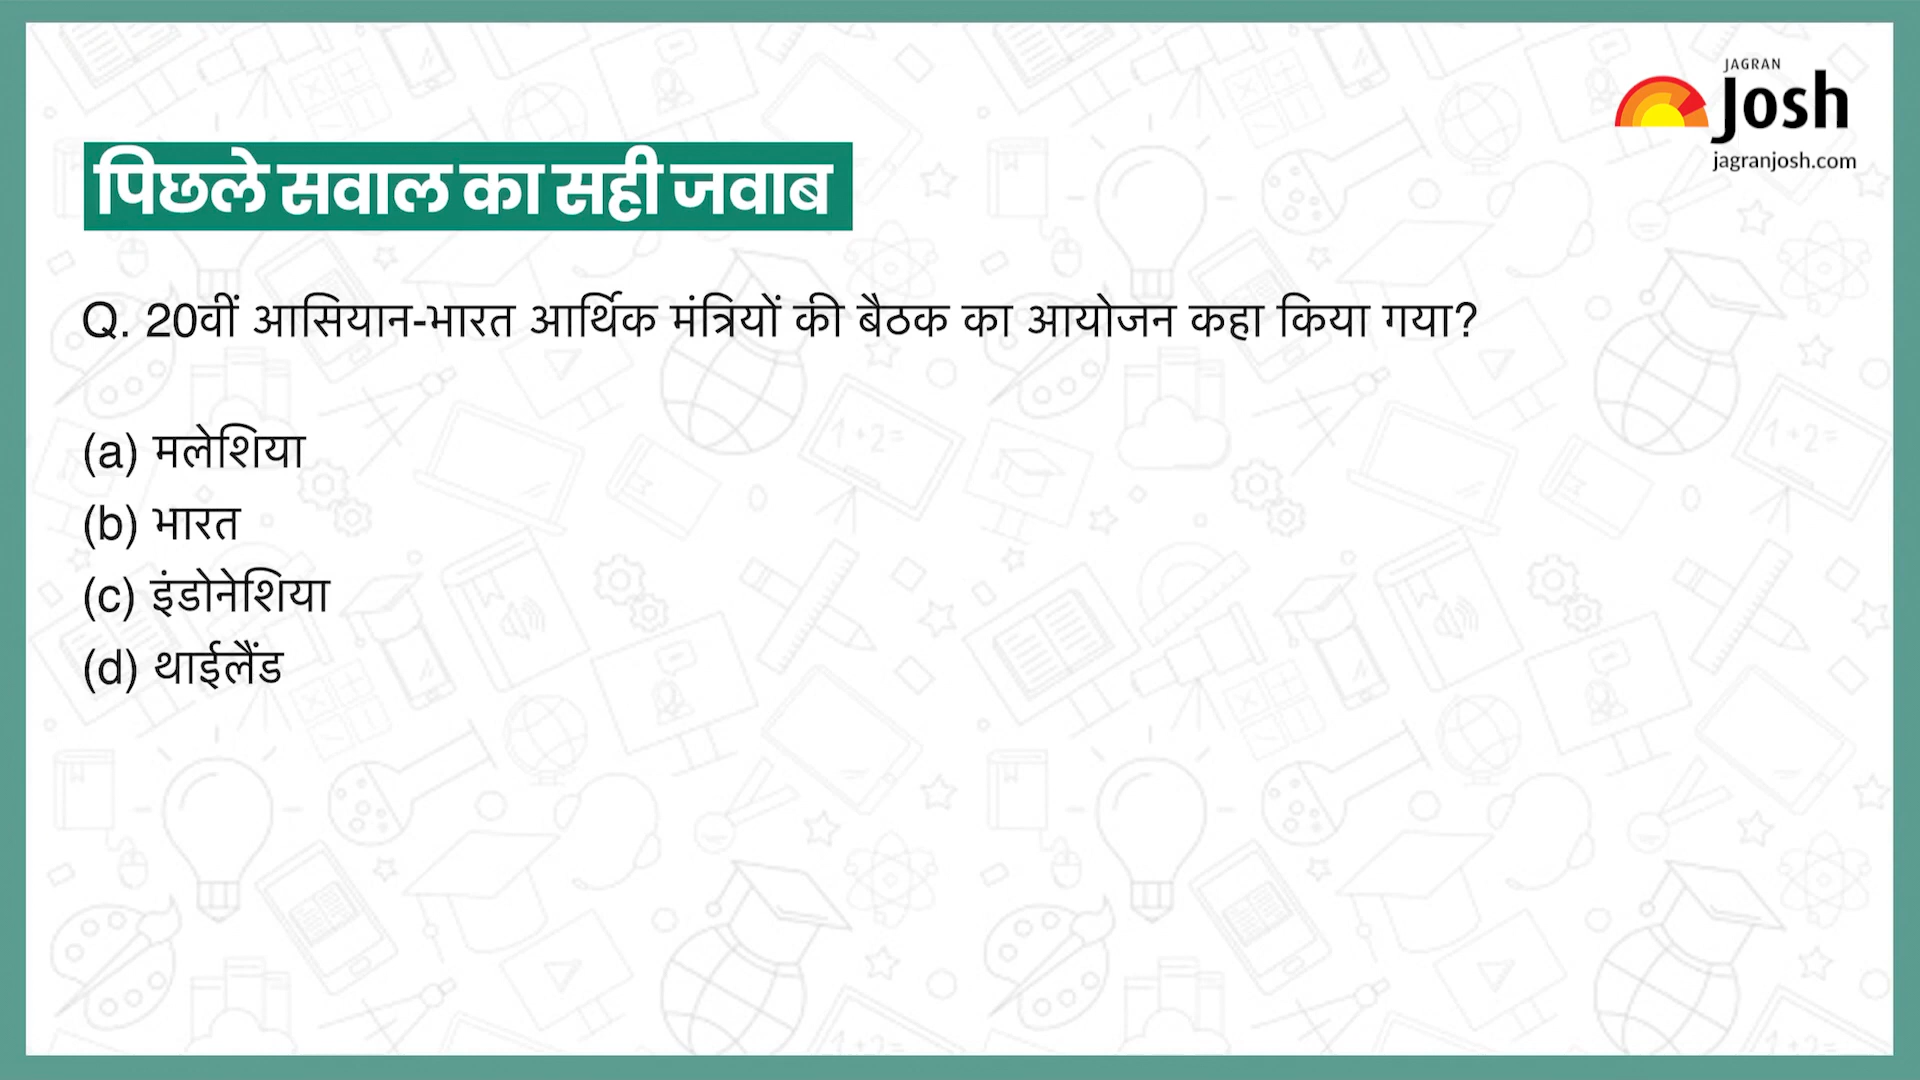 JAGRAN
Josh
jagranjosh.com
पिछले सवाल का सही जवाब
Q. 20वीं आसियान-भारत आर्थिक मंत्रियों की बैठक का आयोजन कहा किया गया?
(a) मलेशिया
(b) भारत
(c) इंडोनेशिया
(d) थाईलैंड